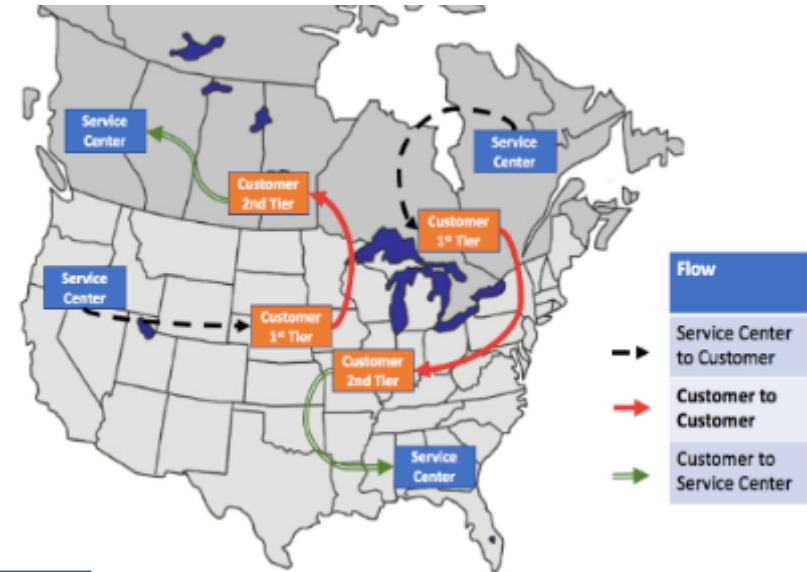 Service
Center
Service
Center
Customer
2nd Tier
Customer
1st Tier
Service
Center
Customer
1st Tier
Customer
2nd Tier
Service
Center
Flow
Service Center
to Customer
Customer to
Customer
Customer to
Service Center